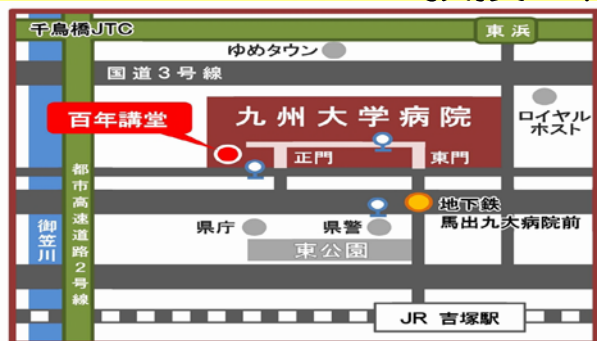 千鳥橋JTC
東浜
ゆめタウン
国道3号線
百年講堂
九州大学病院
ロイヤル
ホスト
正門
東門
都市高速道路2号線
御笠川
地下鉄
馬出九大病院前
県庁
県警
東公園
JR 吉塚駅